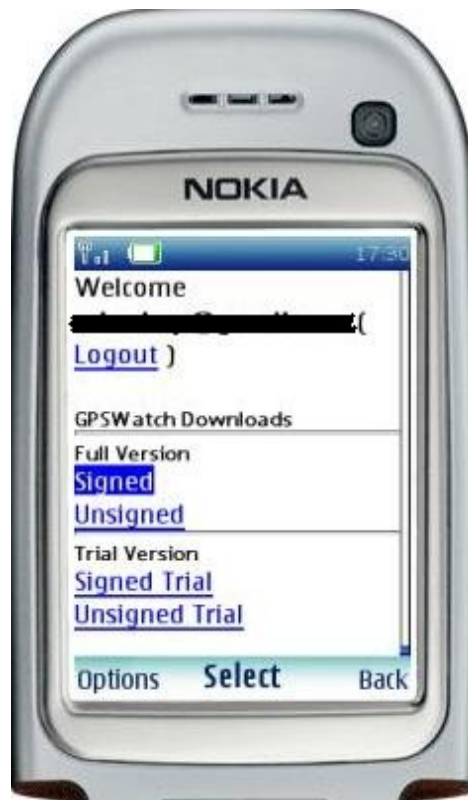 NOKIA
17:30
Welcome
(
Logout )
GPSWatch Downloads
Full Version
Signed
Unsigned
Trial Version
Signed Trial
Unsigned Trial
Options Select Back